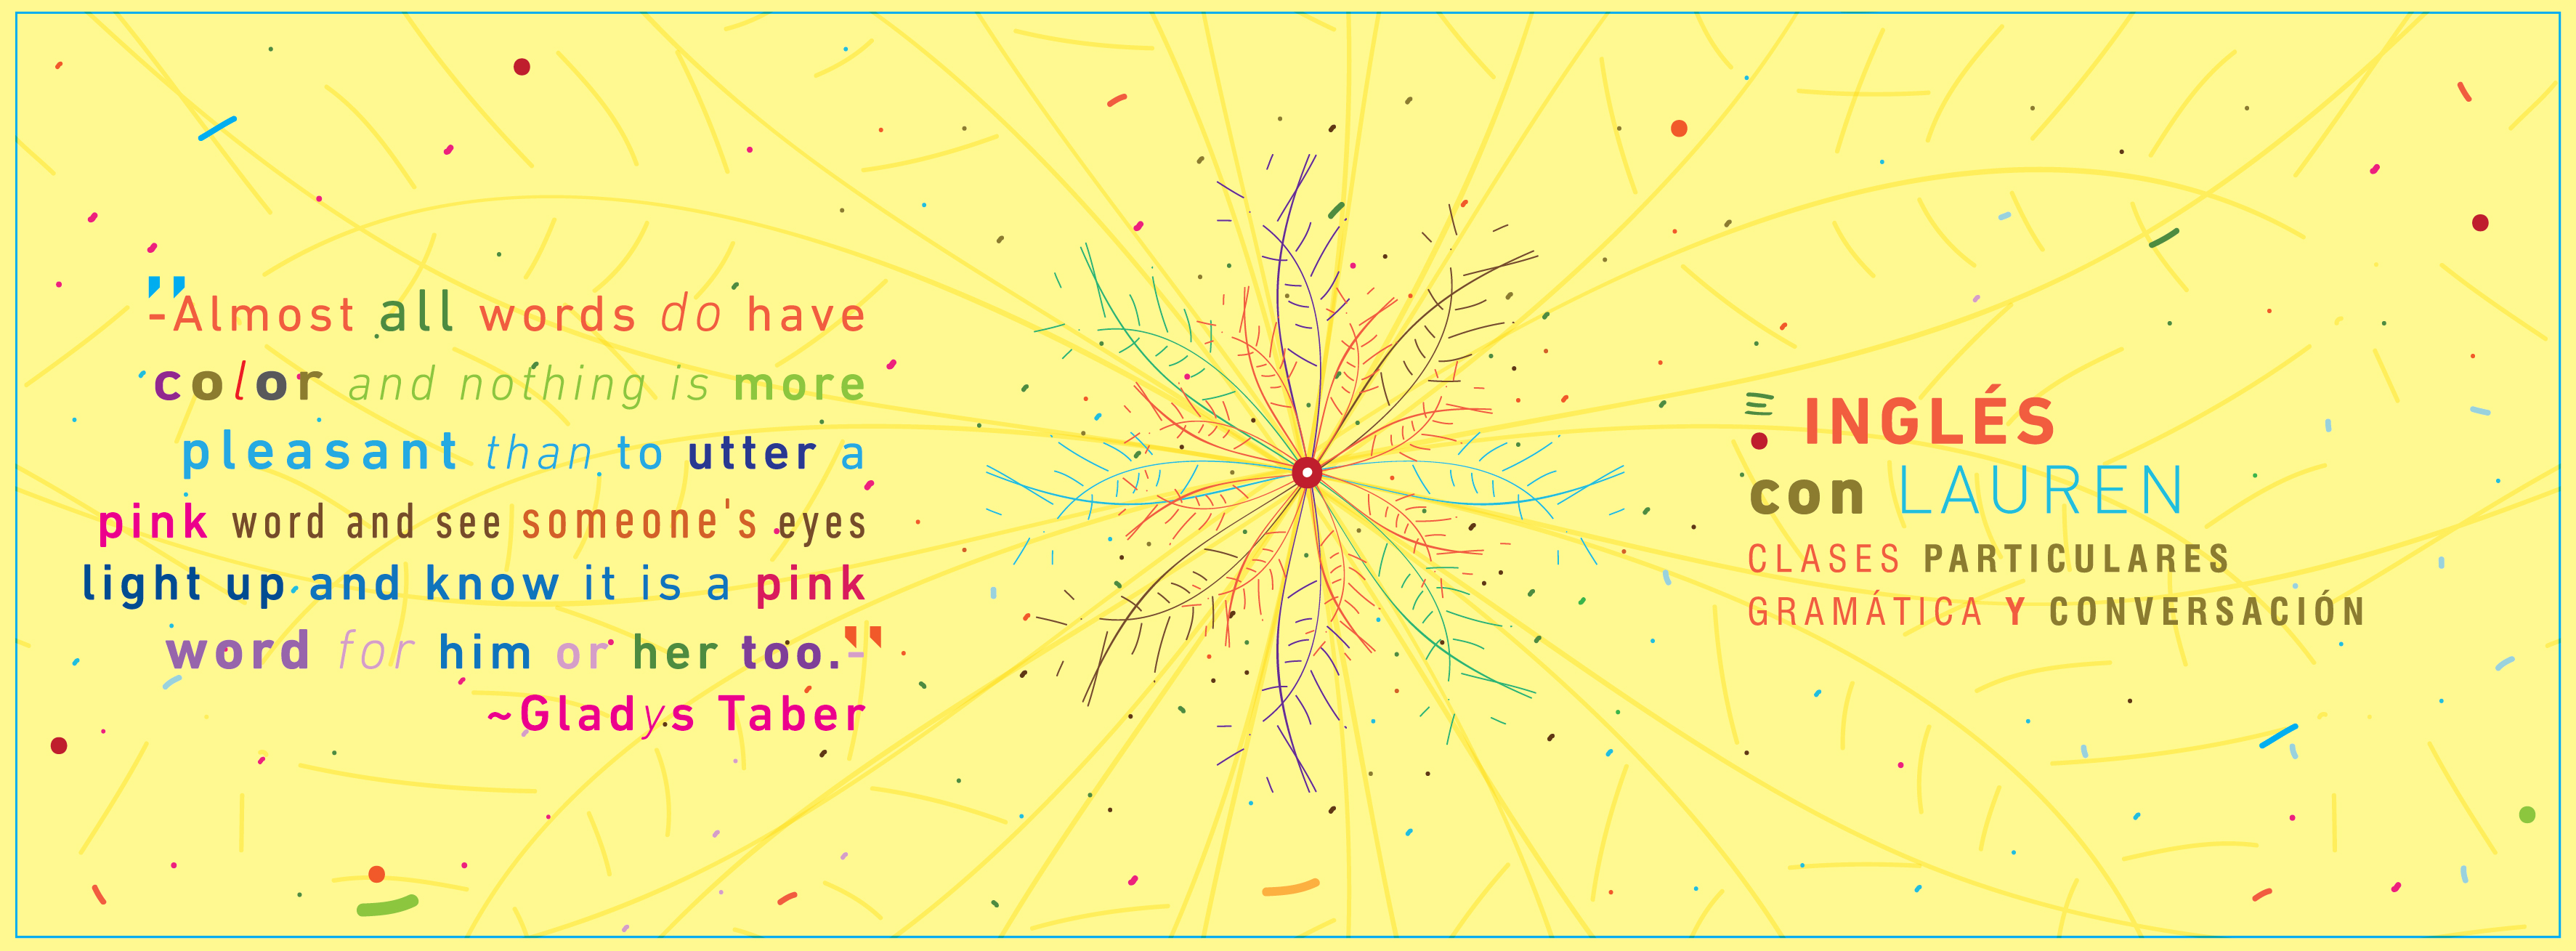 "-Almost all words do have
color and nothing is more
pleasant than to utter a
pink word and see someone's eyes
light up and know it is a pink
word for him or her too.-"
~Gladys Taber
INGLÉS
con LAUREN
CLASES PARTICULARES
GRAMÁTICA Y CONVERSACIÓN